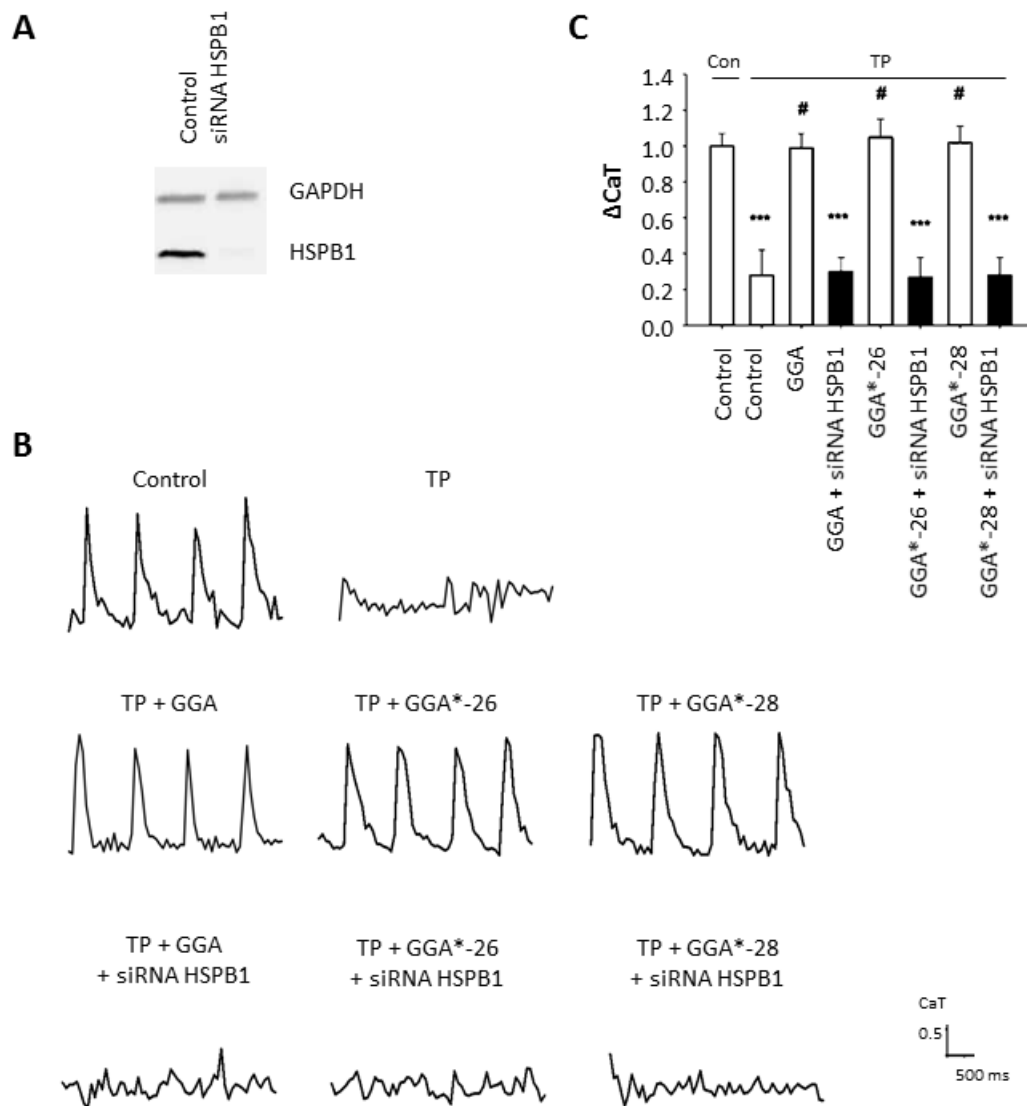 A
Control
siRNA HSPB1
GAPDH
HSPB1
C
Con
TP
1.4
1.2
1.0
0.8
0.6
0.4
0.2
0.0
ΔCaT
#
#
#
***
***
***
***
Control
Control
GGA
GGA + siRNA HSPB1
GGA*-26
GGA*-26 + siRNA HSPB1
GGA*-28
GGA*-28 + siRNA HSPB1
B
Control
TP
TP + GGA
TP + GGA*-26
TP + GGA*-28
TP + GGA
+ siRNA HSPB1
TP + GGA*-26
+ siRNA HSPB1
TP + GGA*-28
+ siRNA HSPB1
CaT
0.5
500 ms